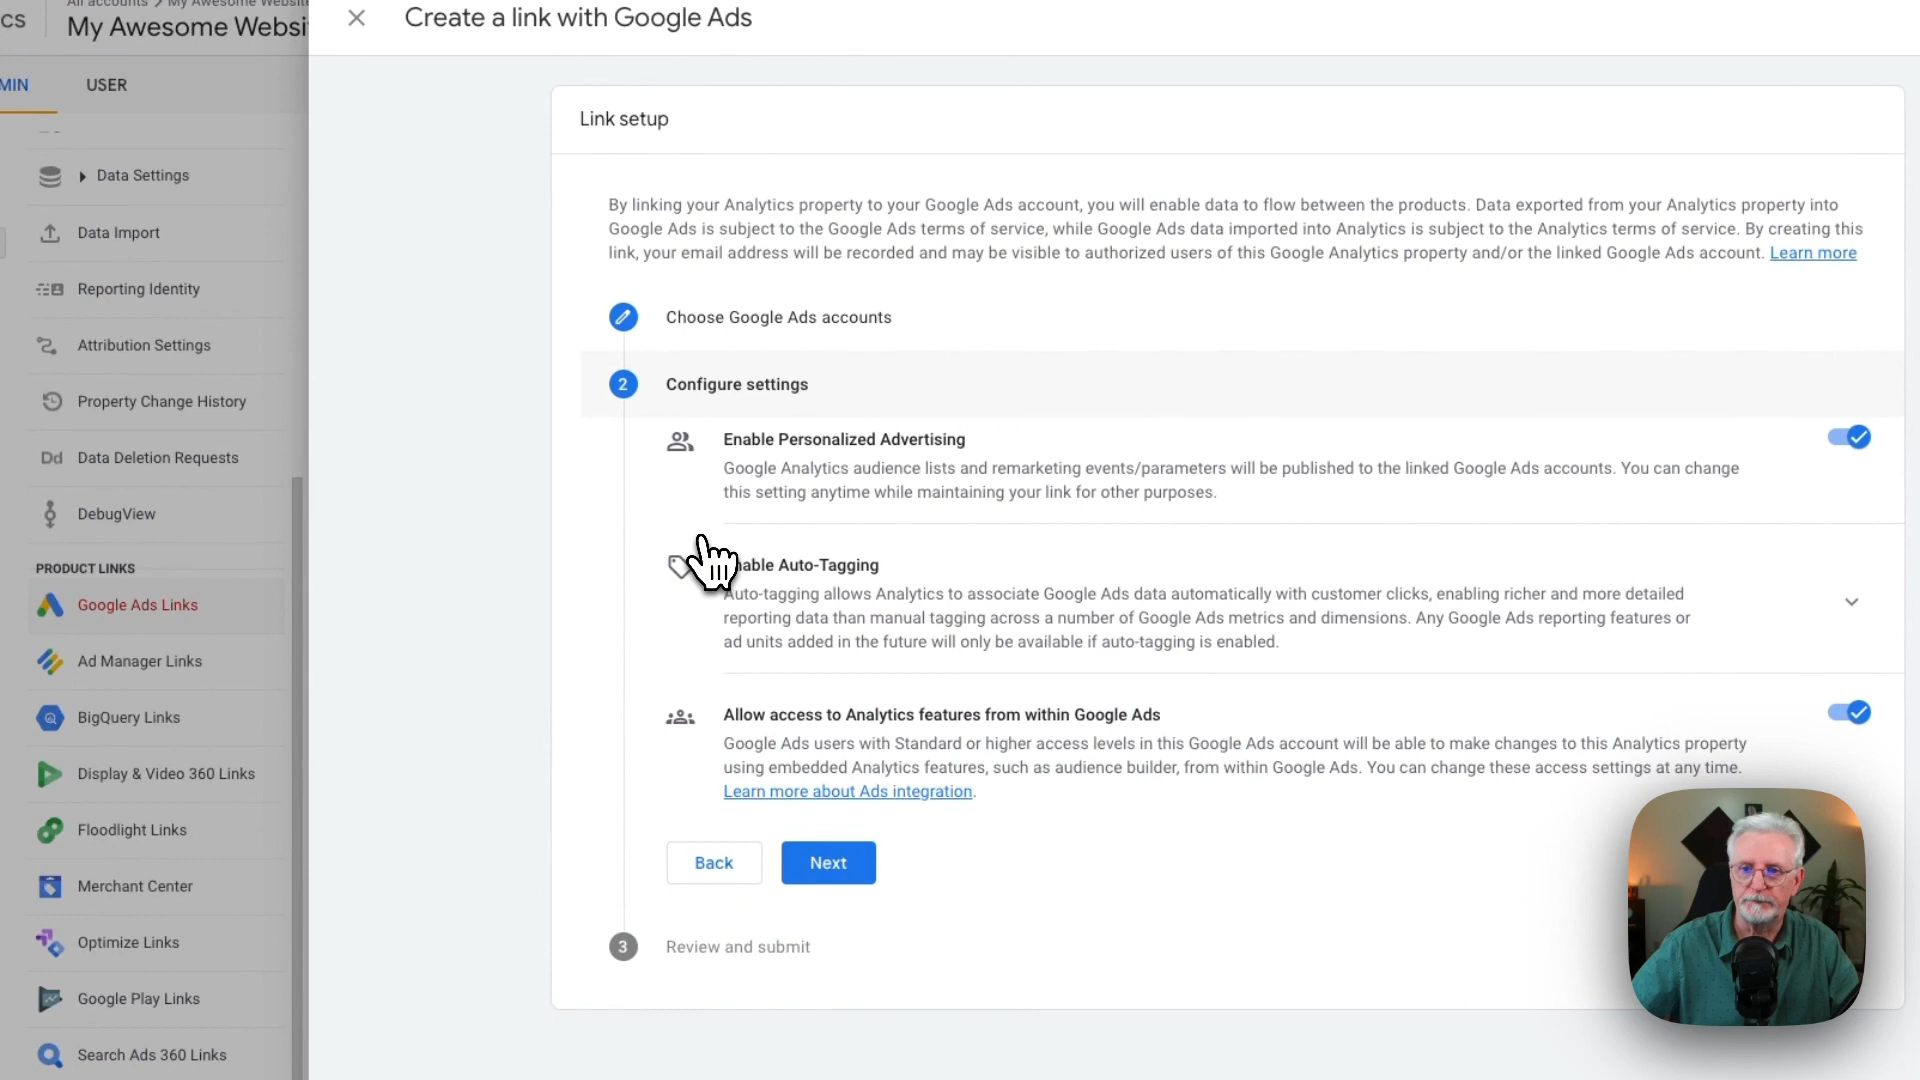 CS
All accounts > My Awesome Website
My Awesome Websi
Create a link with Google Ads
MIN
USER
Data Settings
Data Import
Reporting Identity
Attribution Settings
Property Change History
Dd
Data Deletion Requests
DebugView
PRODUCT LINKS
Google Ads Links
Ad Manager Links
BigQuery Links
Display & Video 360 Links
Floodlight Links
Merchant Center
Optimize Links
Google Play Links
Search Ads 360 Links
Link setup
By linking your Analytics property to your Google Ads account, you will enable data to flow between the products. Data exported from your Analytics property into
Google Ads is subject to the Google Ads terms of service, while Google Ads data imported into Analytics is subject to the Analytics terms of service. By creating this
link, your email address will be recorded and may be visible to authorized users of this Google Analytics property and/or the linked Google Ads account. Learn more
Choose Google Ads accounts
2
Configure settings
Enable Personalized Advertising
Google Analytics audience lists and remarketing events/parameters will be published to the linked Google Ads accounts. You can change
this setting anytime while maintaining your link for other purposes.
nable Auto-Tagging
Auto-tagging allows Analytics to associate Google Ads data automatically with customer clicks, enabling richer and more detailed
reporting data than manual tagging across a number of Google Ads metrics and dimensions. Any Google Ads reporting features or
ad units added in the future will only be available if auto-tagging is enabled.
Allow access to Analytics features from within Google Ads
Google Ads users with Standard or higher access levels in this Google Ads account will be able to make changes to this Analytics property
using embedded Analytics features, such as audience builder, from within Google Ads. You can change these access settings at any time.
Learn more about Ads integration.
Back
Next
3
Review and submit